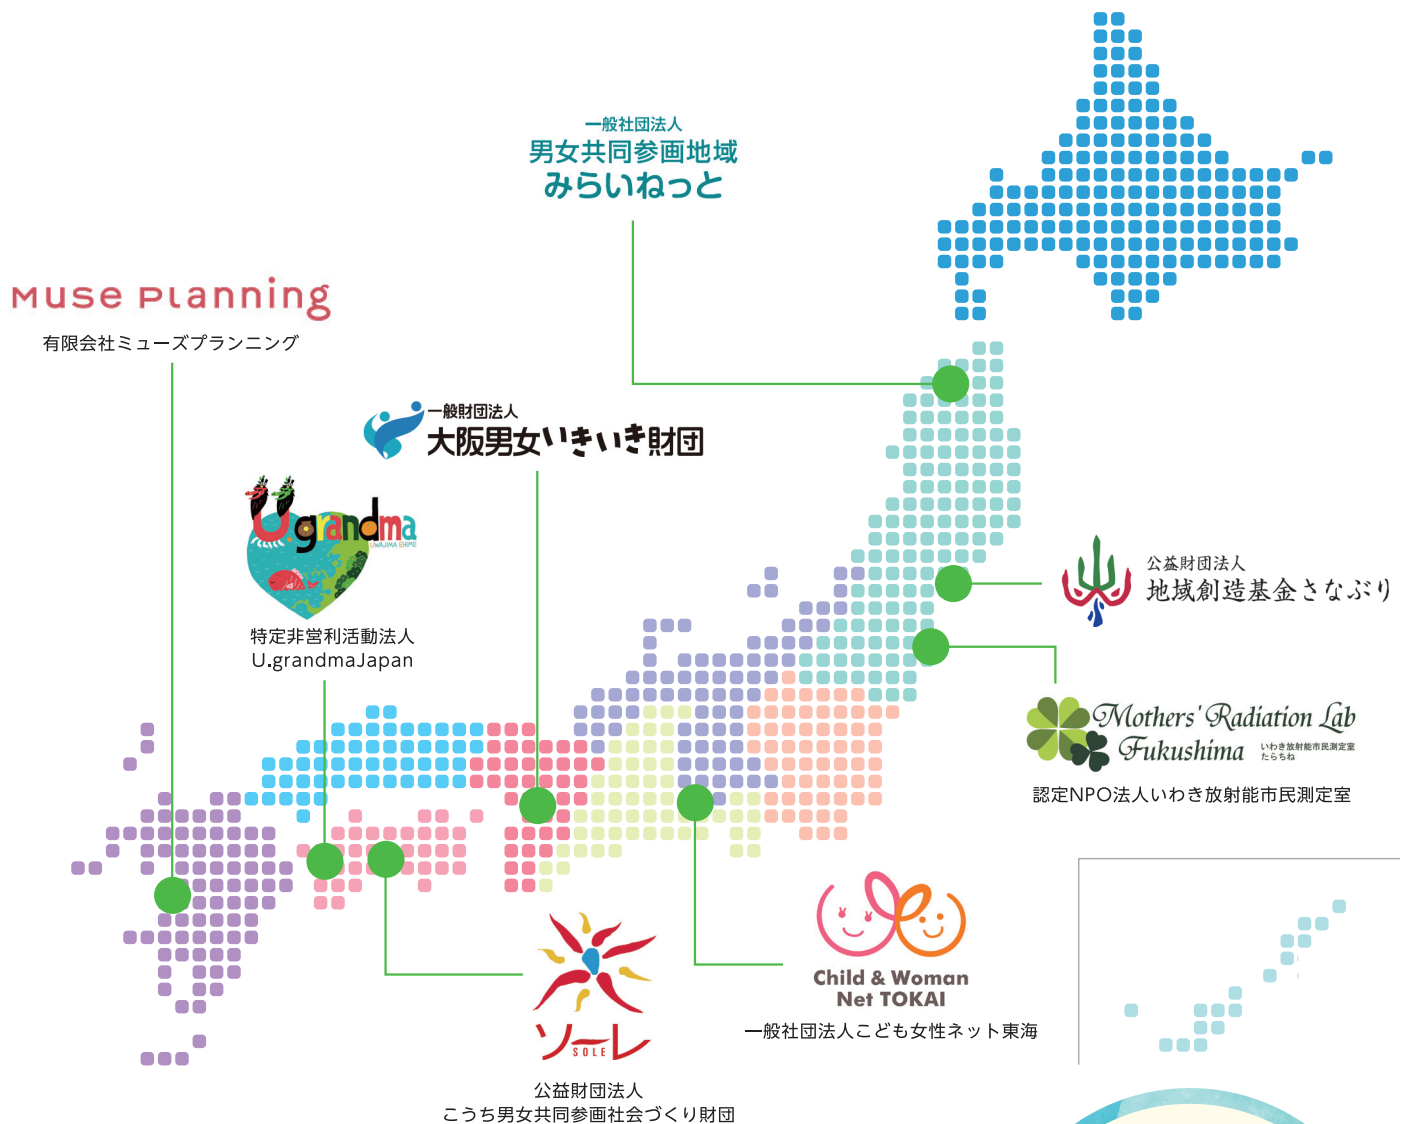 一般社団法人
男女共同参画地域
みらいねっと
Muse Planning
有限会社ミューズプランニング
一般財団法人
大阪男女いきいき財団
U.grandma
UWAJIMA EHIME
特定非営利活動法人
U.grandmaJapan
公益財団法人
地域創造基金さなぶり
Mothers' Radiation Lab
Fukushima
いわき放射能市民測定室
たらちね
認定NPO法人いわき放射能市民測定室
Child & Woman
Net TOKAI
一般社団法人こども女性ネット東海
ソーレ
SOLE
公益財団法人
こうち男女共同参画社会づくり財団